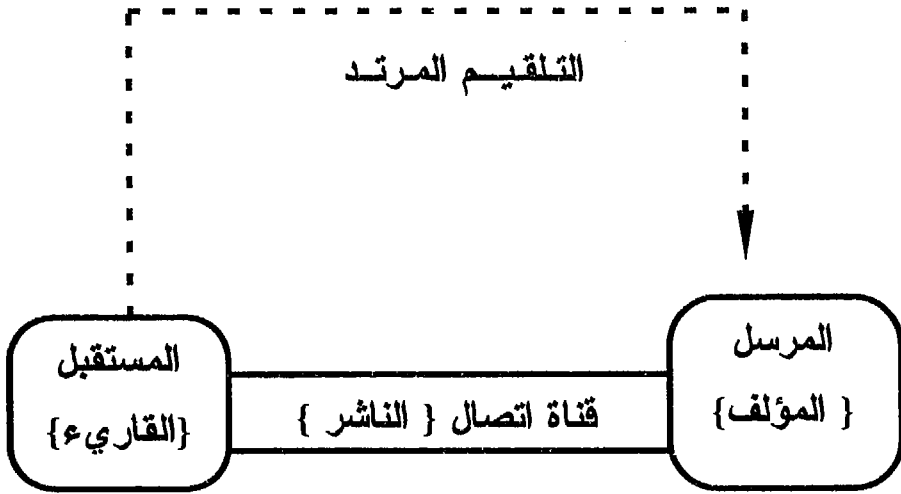 التلقيم المرتد
المرسل
{ المؤلف}
قناة اتصال { الناشر }
المستقبل
{القاريء}